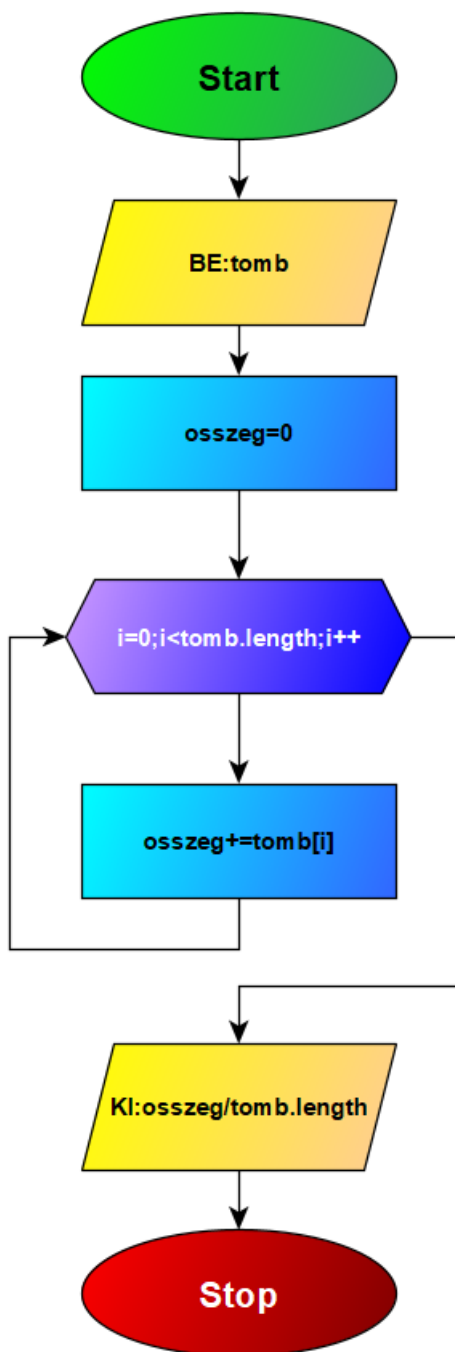 Start
BE:tomb
osszeg=0
i=0;i<tomb.length;i++
osszeg+=tomb[i]
KI:osszeg/tomb.length
Stop